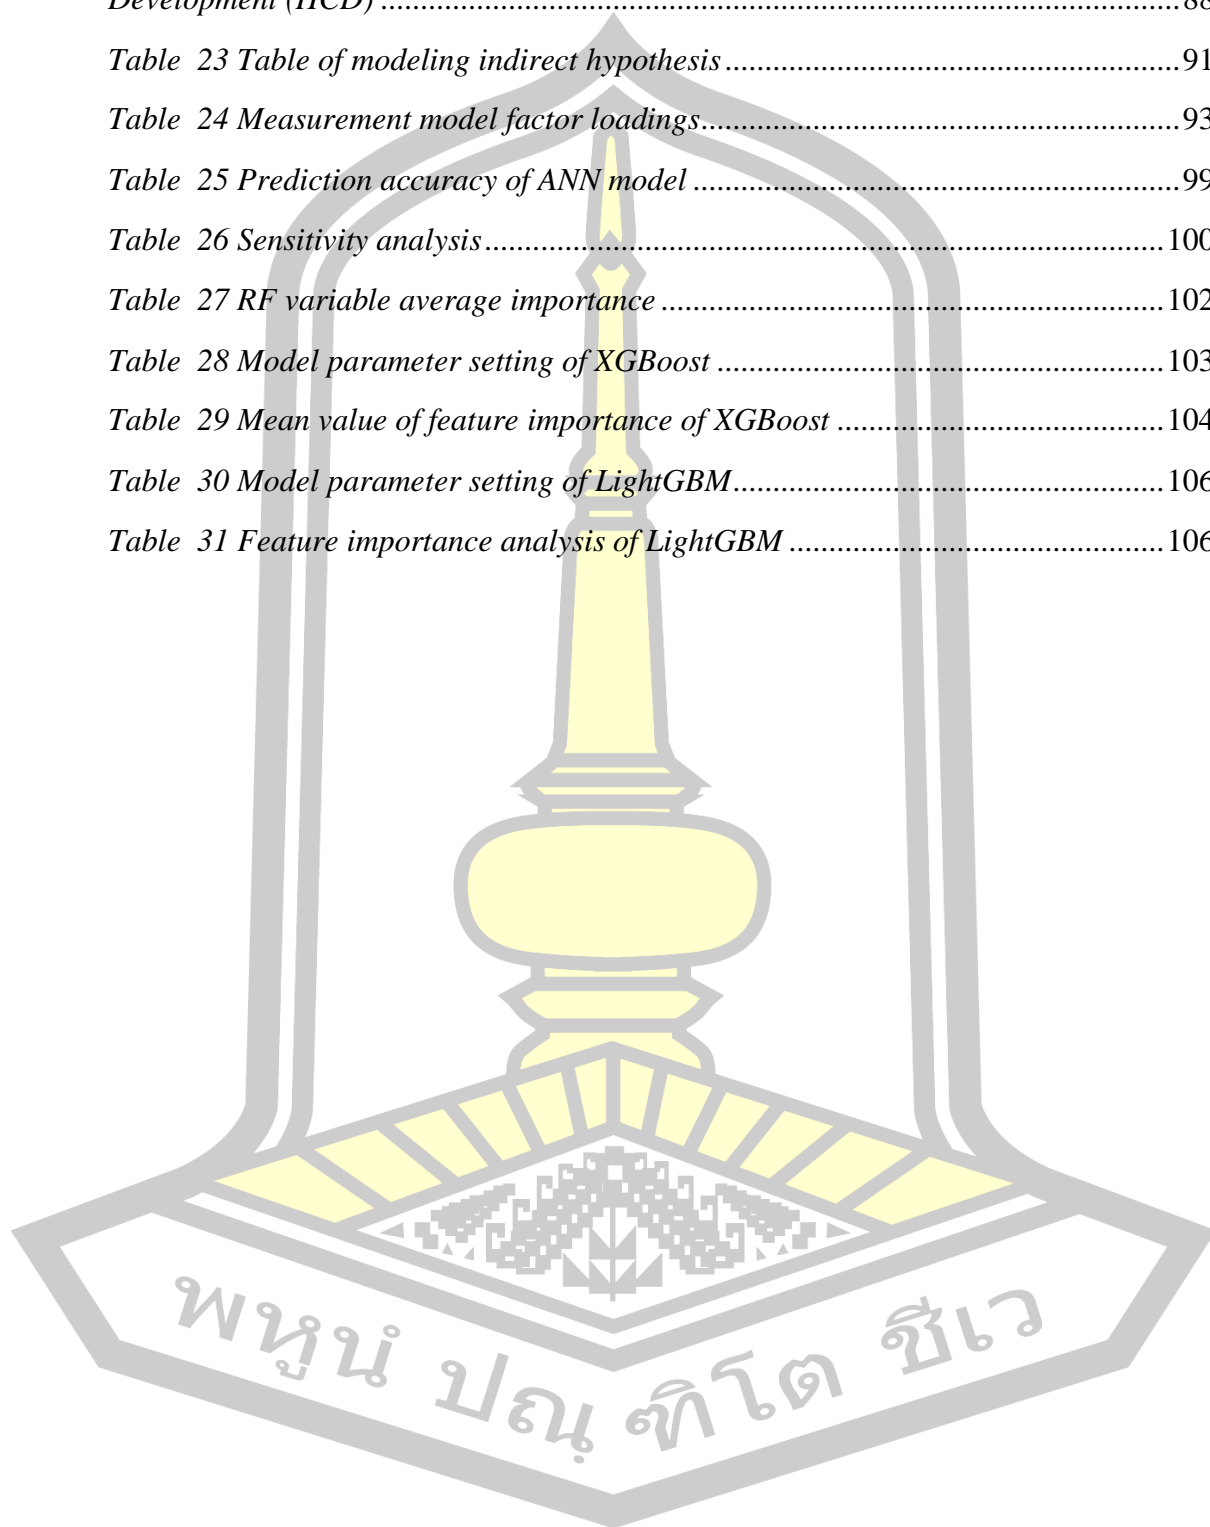 Development (HCD) ........ 88
Table 23 Table of modeling indirect hypothesis ........ 91
Table 24 Measurement model factor loadings ........ 93
Table 25 Prediction accuracy of ANN model ........ 99
Table 26 Sensitivity analysis ........ 100
Table 27 RF variable average importance ........ 102
Table 28 Model parameter setting of XGBoost ........ 103
Table 29 Mean value of feature importance of XGBoost ........ 104
Table 30 Model parameter setting of LightGBM ........ 106
Table 31 Feature importance analysis of LightGBM ........ 106
พหูนํ ปณฺฑิโต ชีเว